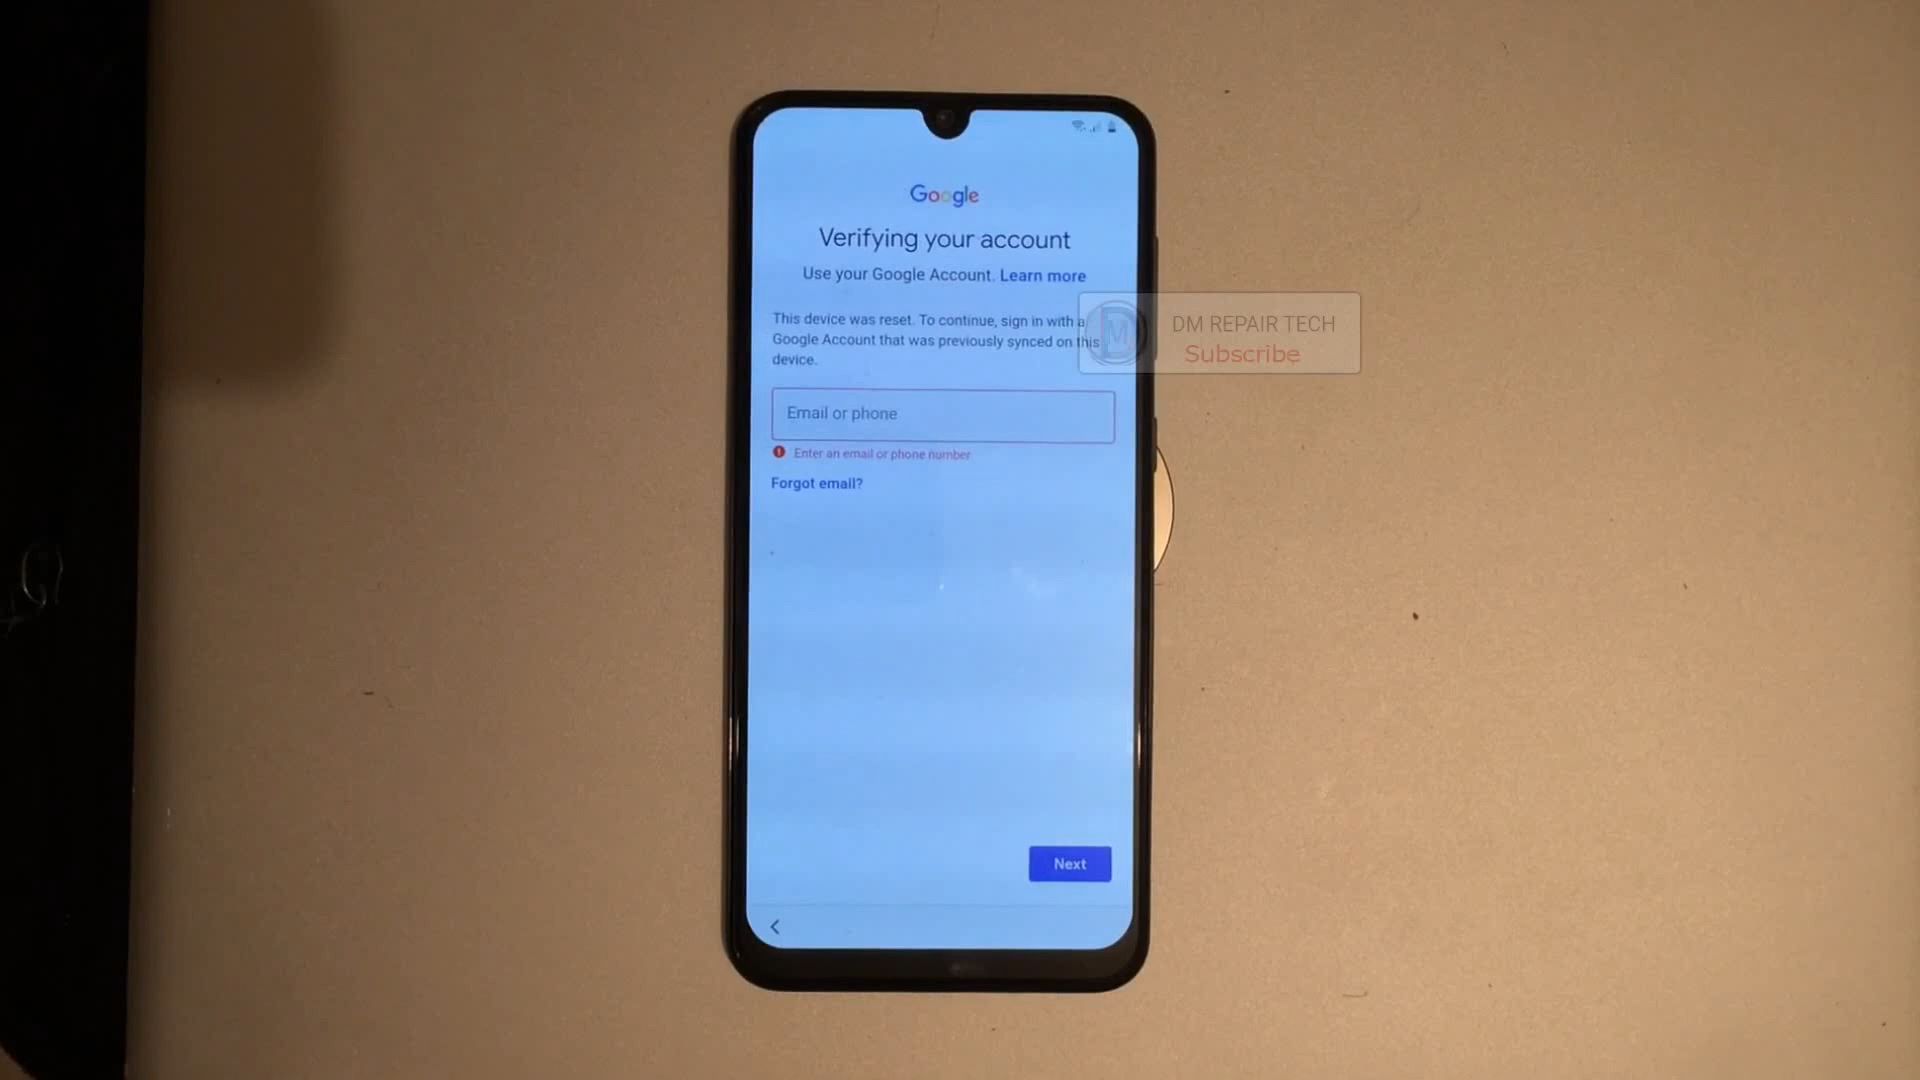 Google
Verifying your account
Use your Google Account. Learn more
This device was reset. To continue, sign in with a
Google Account that was previously synced on this
device.
DM REPAIR TECH
Subscribe
Email or phone
Enter an email or phone number
Forgot email?
Next